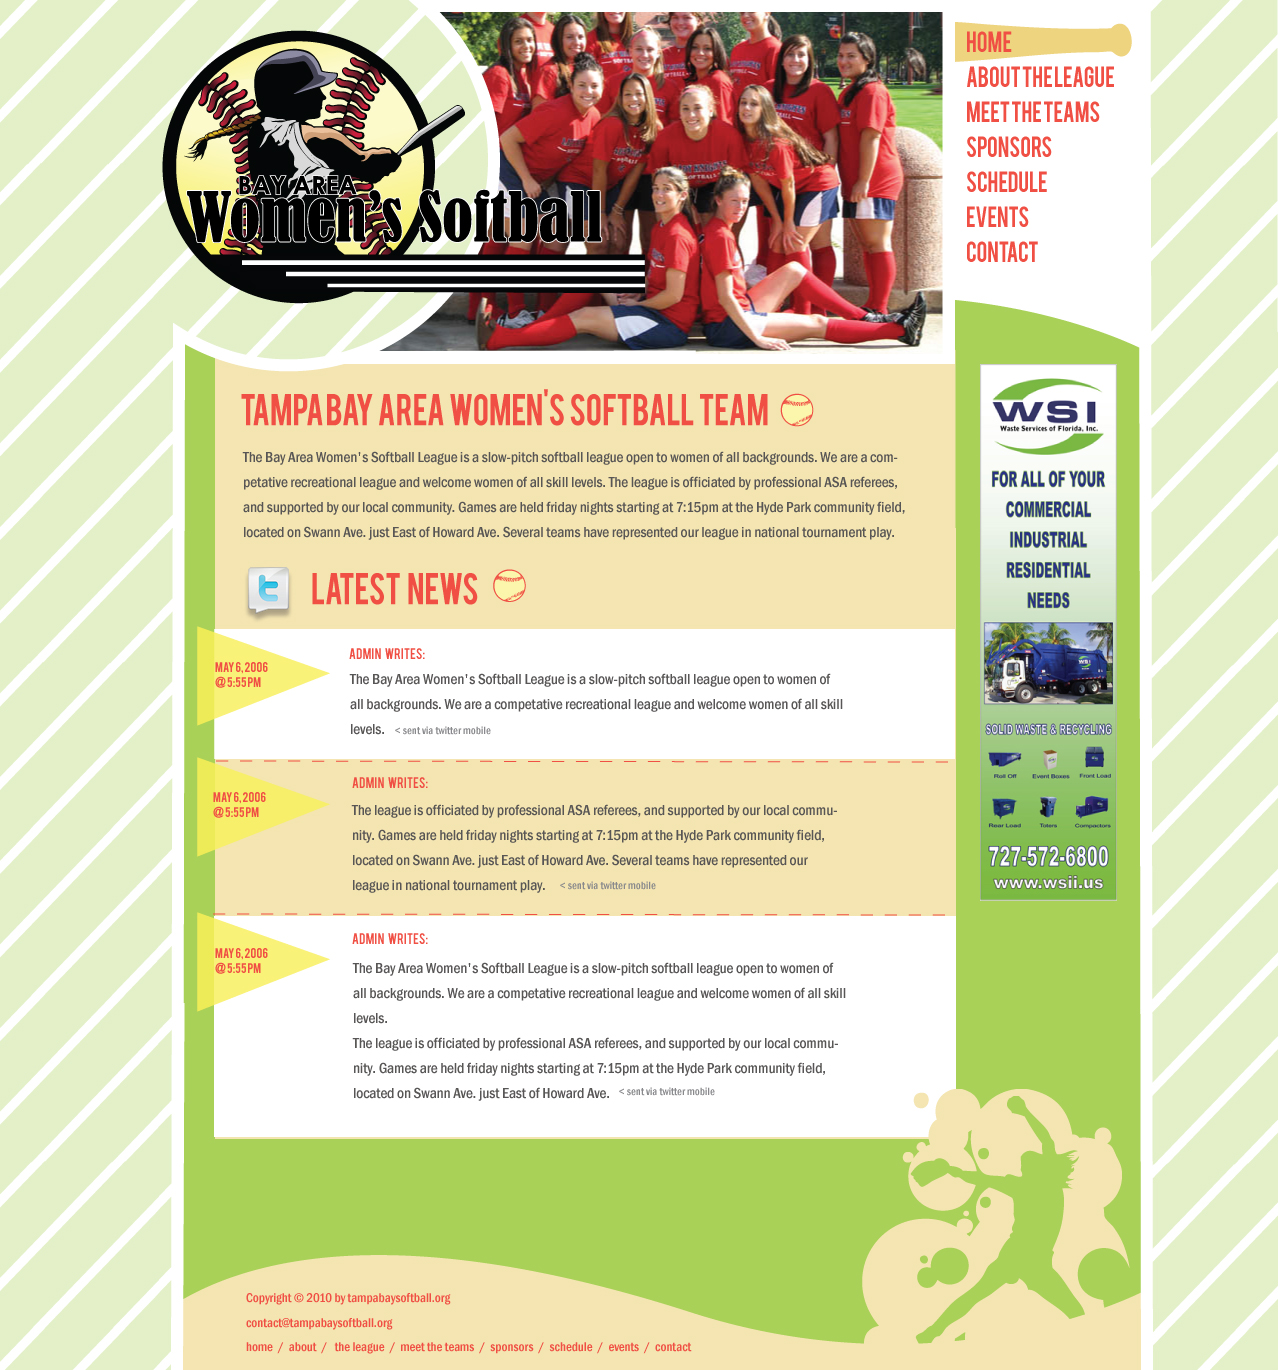 BAY AREA
Women's Softball
HOME
ABOUT THE LEAGUE
MEET THE TEAMS
SPONSORS
SCHEDULE
EVENTS
CONTACT
TAMPA BAY AREA WOMEN'S SOFTBALL TEAM
The Bay Area Women's Softball League is a slow-pitch softball league open to women of all backgrounds. We are a com-
petative recreational league and welcome women of all skill levels. The league is officiated by professional ASA referees,
and supported by our local community. Games are held friday nights starting at 7:15pm at the Hyde Park community field,
located on Swann Ave. just East of Howard Ave. Several teams have represented our league in national tournament play.
LATEST NEWS
MAY 6, 2006
@ 5:55PM
ADMIN WRITES:
The Bay Area Women's Softball League is a slow-pitch softball league open to women of
all backgrounds. We are a competative recreational league and welcome women of all skill
levels. < sent via twitter mobile
MAY 6, 2006
@ 5:55PM
ADMIN WRITES:
The league is officiated by professional ASA referees, and supported by our local commu-
nity. Games are held friday nights starting at 7:15pm at the Hyde Park community field,
located on Swann Ave. just East of Howard Ave. Several teams have represented our
league in national tournament play. < sent via twitter mobile
MAY 6, 2006
@ 5:55PM
ADMIN WRITES:
The Bay Area Women's Softball League is a slow-pitch softball league open to women of
all backgrounds. We are a competative recreational league and welcome women of all skill
levels.
The league is officiated by professional ASA referees, and supported by our local commu-
nity. Games are held friday nights starting at 7:15pm at the Hyde Park community field,
located on Swann Ave. just East of Howard Ave. < sent via twitter mobile
WSI
Waste Services of Florida, Inc.
FOR ALL OF YOUR
COMMERCIAL
INDUSTRIAL
RESIDENTIAL
NEEDS
WSI
SOLID WASTE & RECYCLING
Roll Off Event Boxes Front Load
Rear Load Toters Compactors
727-572-6800
www.wsii.us
Copyright © 2010 by tampabaysoftball.org
contact@tampabaysoftball.org
home / about / the league / meet the teams / sponsors / schedule / events / contact